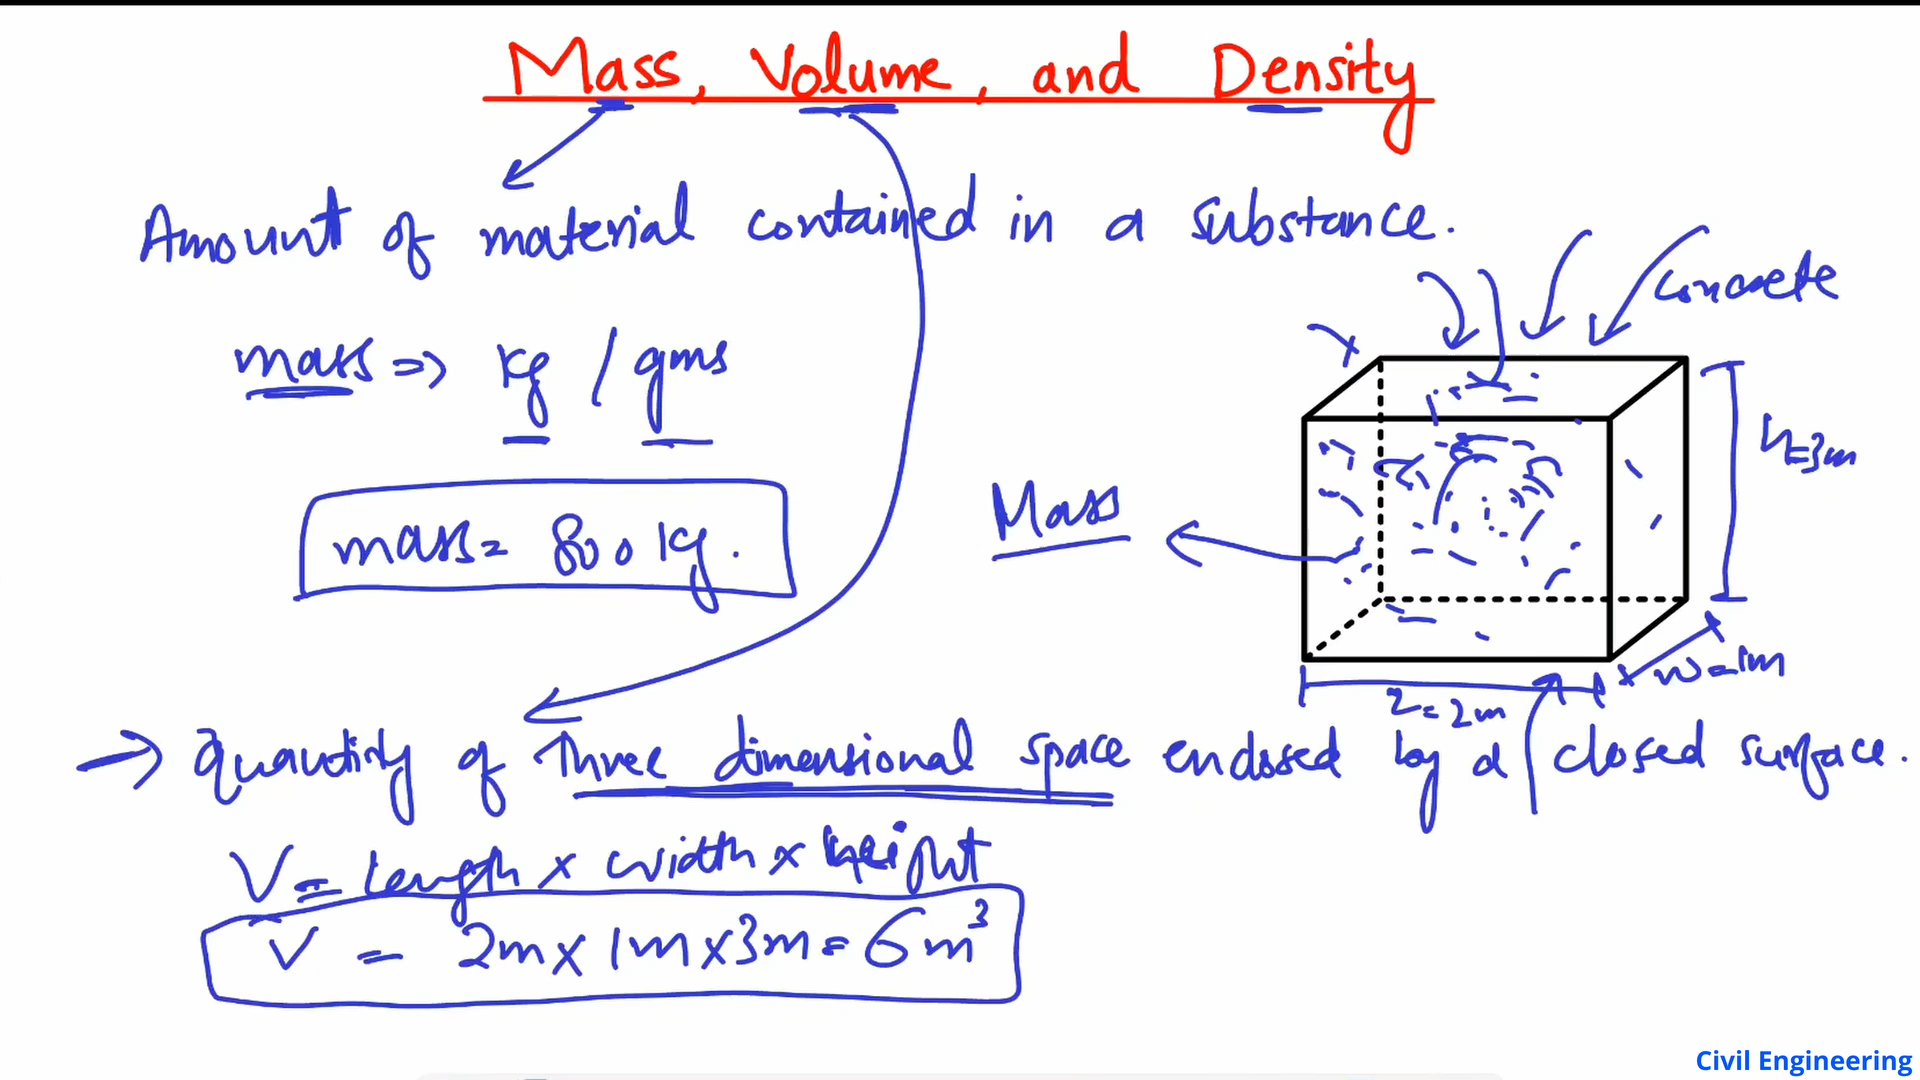 Mass, Volume, and Density
Amount of material contained in a substance.
concrete
mass => kg / gms
h=3m
Mass
mass = 800 kg.
w=1m
L=2m
→ Quantity of three dimensional space enclosed by a closed surface.
V = Length x width x height
V = 2m x 1m x 3m = 6m³
Civil Engineering